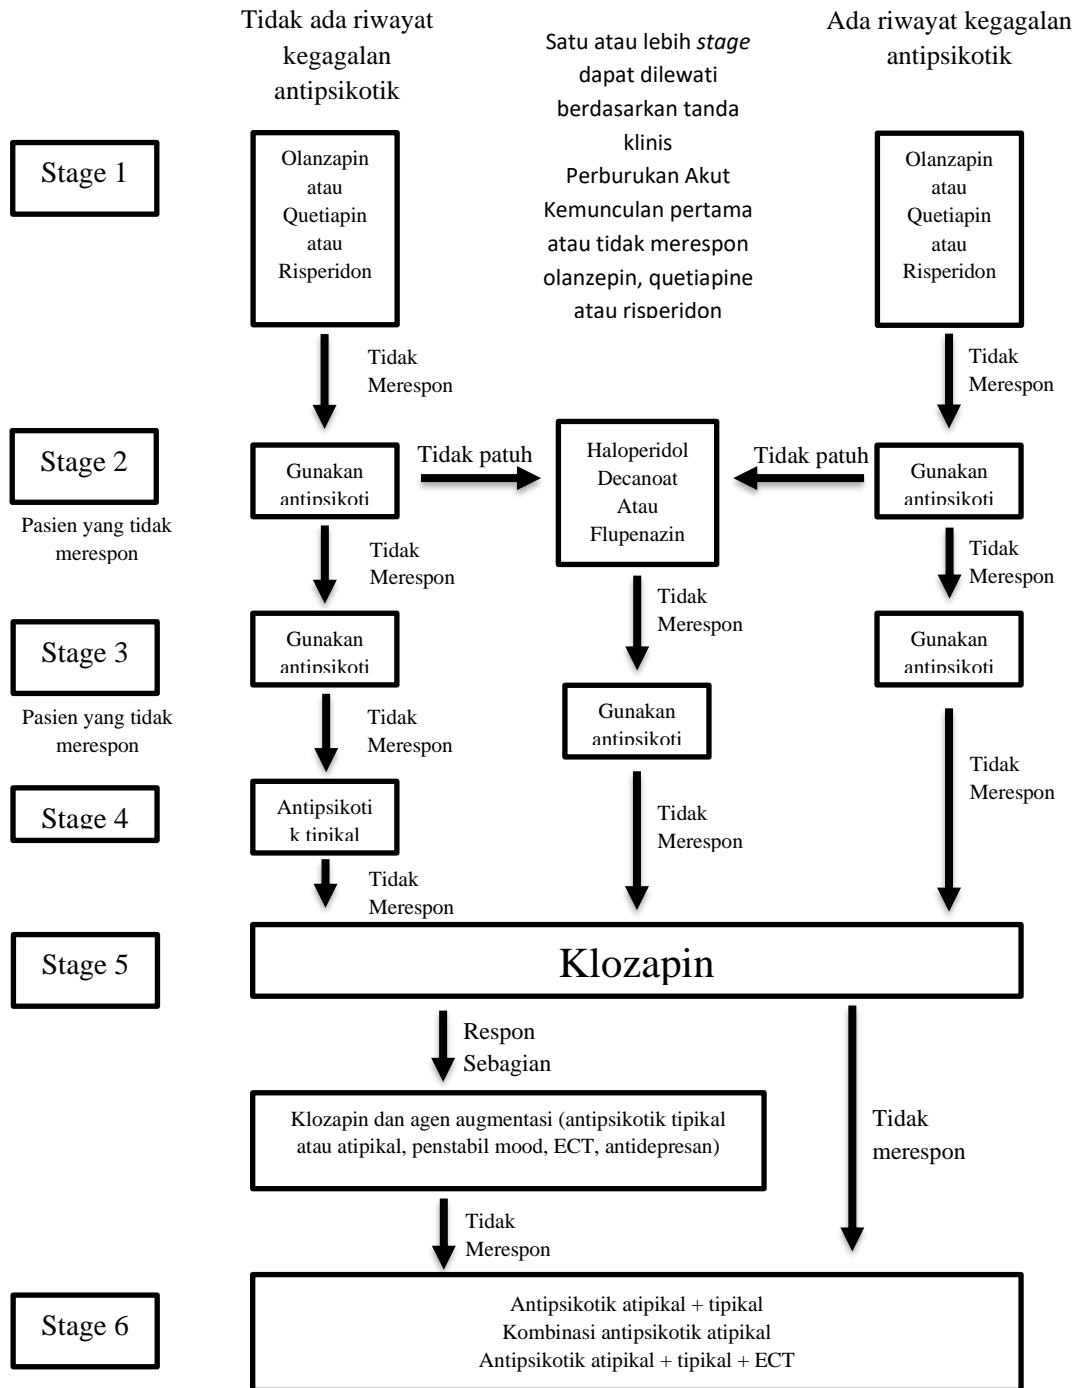 Tidak ada riwayat
kegagalan
antipsikotik
Satu atau lebih stage
dapat dilewati
berdasarkan tanda
klinis
Perburukan Akut
Kemunculan pertama
atau tidak merespon
olanzepin, quetiapine
atau risperidon
Ada riwayat kegagalan
antipsikotik
Stage 1
Olanzapin
atau
Quetiapin
atau
Risperidon
Olanzapin
atau
Quetiapin
atau
Risperidon
Tidak
Merespon
Tidak
Merespon
Stage 2
Pasien yang tidak
merespon
Gunakan
antipsikoti
Tidak patuh
Haloperidol
Decanoat
Atau
Flupenazin
Tidak patuh
Gunakan
antipsikoti
Tidak
Merespon
Tidak
Merespon
Tidak
Merespon
Stage 3
Pasien yang tidak
merespon
Gunakan
antipsikoti
Gunakan
antipsikoti
Gunakan
antipsikoti
Tidak
Merespon
Tidak
Merespon
Stage 4
Antipsikoti
k tipikal
Tidak
Merespon
Tidak
Merespon
Stage 5
Klozapin
Respon
Sebagian
Klozapin dan agen augmentasi (antipsikotik tipikal
atau atipikal, penstabil mood, ECT, antidepresan)
Tidak
merespon
Tidak
Merespon
Stage 6
Antipsikotik atipikal + tipikal
Kombinasi antipsikotik atipikal
Antipsikotik atipikal + tipikal + ECT